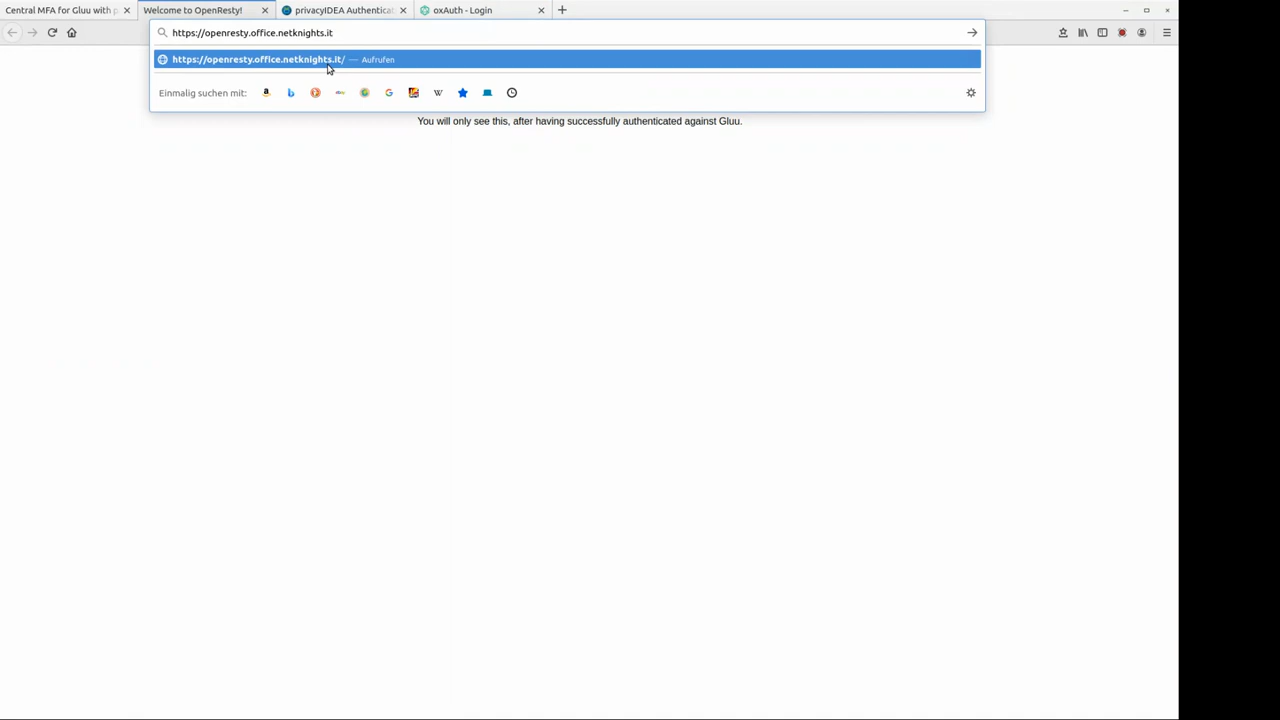 Central MFA for Gluu with p
Welcome to OpenResty!
privacyIDEA Authenticat
oxAuth - Login
https://openresty.office.netknights.it
https://openresty.office.netknights.it/ — Aufrufen
Einmalig suchen mit:
You will only see this, after having successfully authenticated against Gluu.